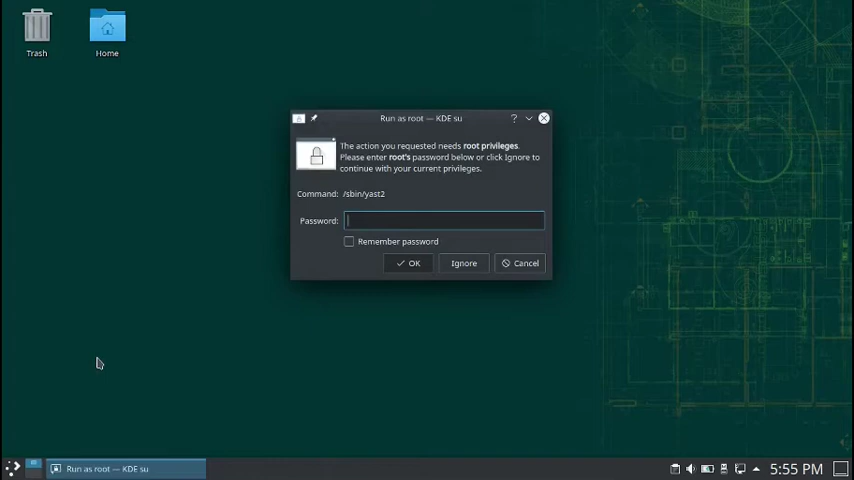 Trash
Home
Run as root — KDE su
The action you requested needs root privileges.
Please enter root's password below or click Ignore to
continue with your current privileges.
Command: /sbin/yast2
Password:
Remember password
OK
Ignore
Cancel
Run as root — KDE su
5:55 PM